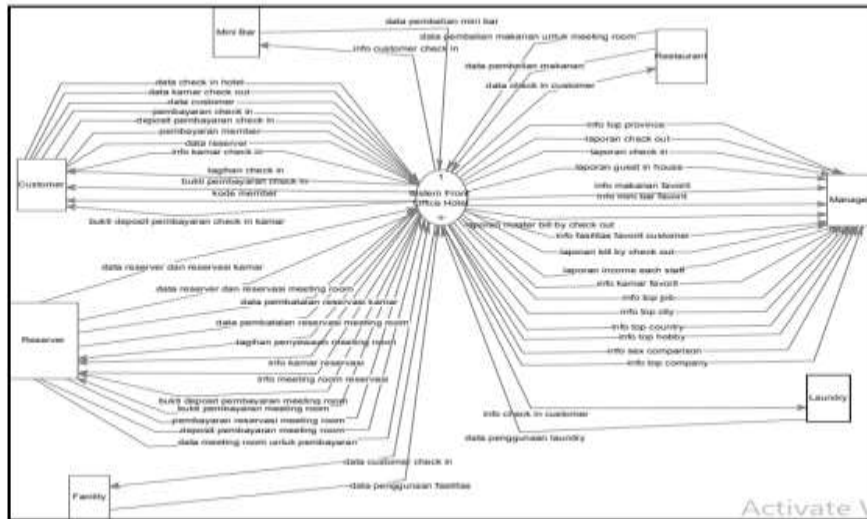 Mini Bar
data pembelian mini bar
info customer check in
data pembelian makanan untuk meeting room
data pembelian makanan
data check in customer
Restaurant
data check in hotel
data kamar check out
data customer
pembayaran check in
deposit pembayaran check in
pembayaran member
data reserver
info kamar check in
tagihan check in
bukti pembayaran check in
kode member
bukti deposit pembayaran check in kamar
Customer
1
Sistem Front
Office Hotel
+
info top province
laporan check out
laporan check in
laporan guest in house
info makanan favorit
info mini bar favorit
laporan master bill by check out
info fasilitas favorit customer
laporan bill by check out
laporan income each staff
info kamar favorit
info top job
info top city
info top country
info top hobby
info sex comparison
info top company
Manager
data reserver dan reservasi kamar
data reserver dan reservasi meeting room
data pembatalan reservasi kamar
data pembatalan reservasi meeting room
tagihan penyewaan meeting room
info kamar reservasi
info meeting room reservasi
bukti deposit pembayaran meeting room
bukti pembayaran meeting room
pembayaran reservasi meeting room
deposit pembayaran meeting room
data meeting room untuk pembayaran
Reserver
info check in customer
data penggunaan laundry
Laundry
data customer check in
data penggunaan fasilitas
Activate